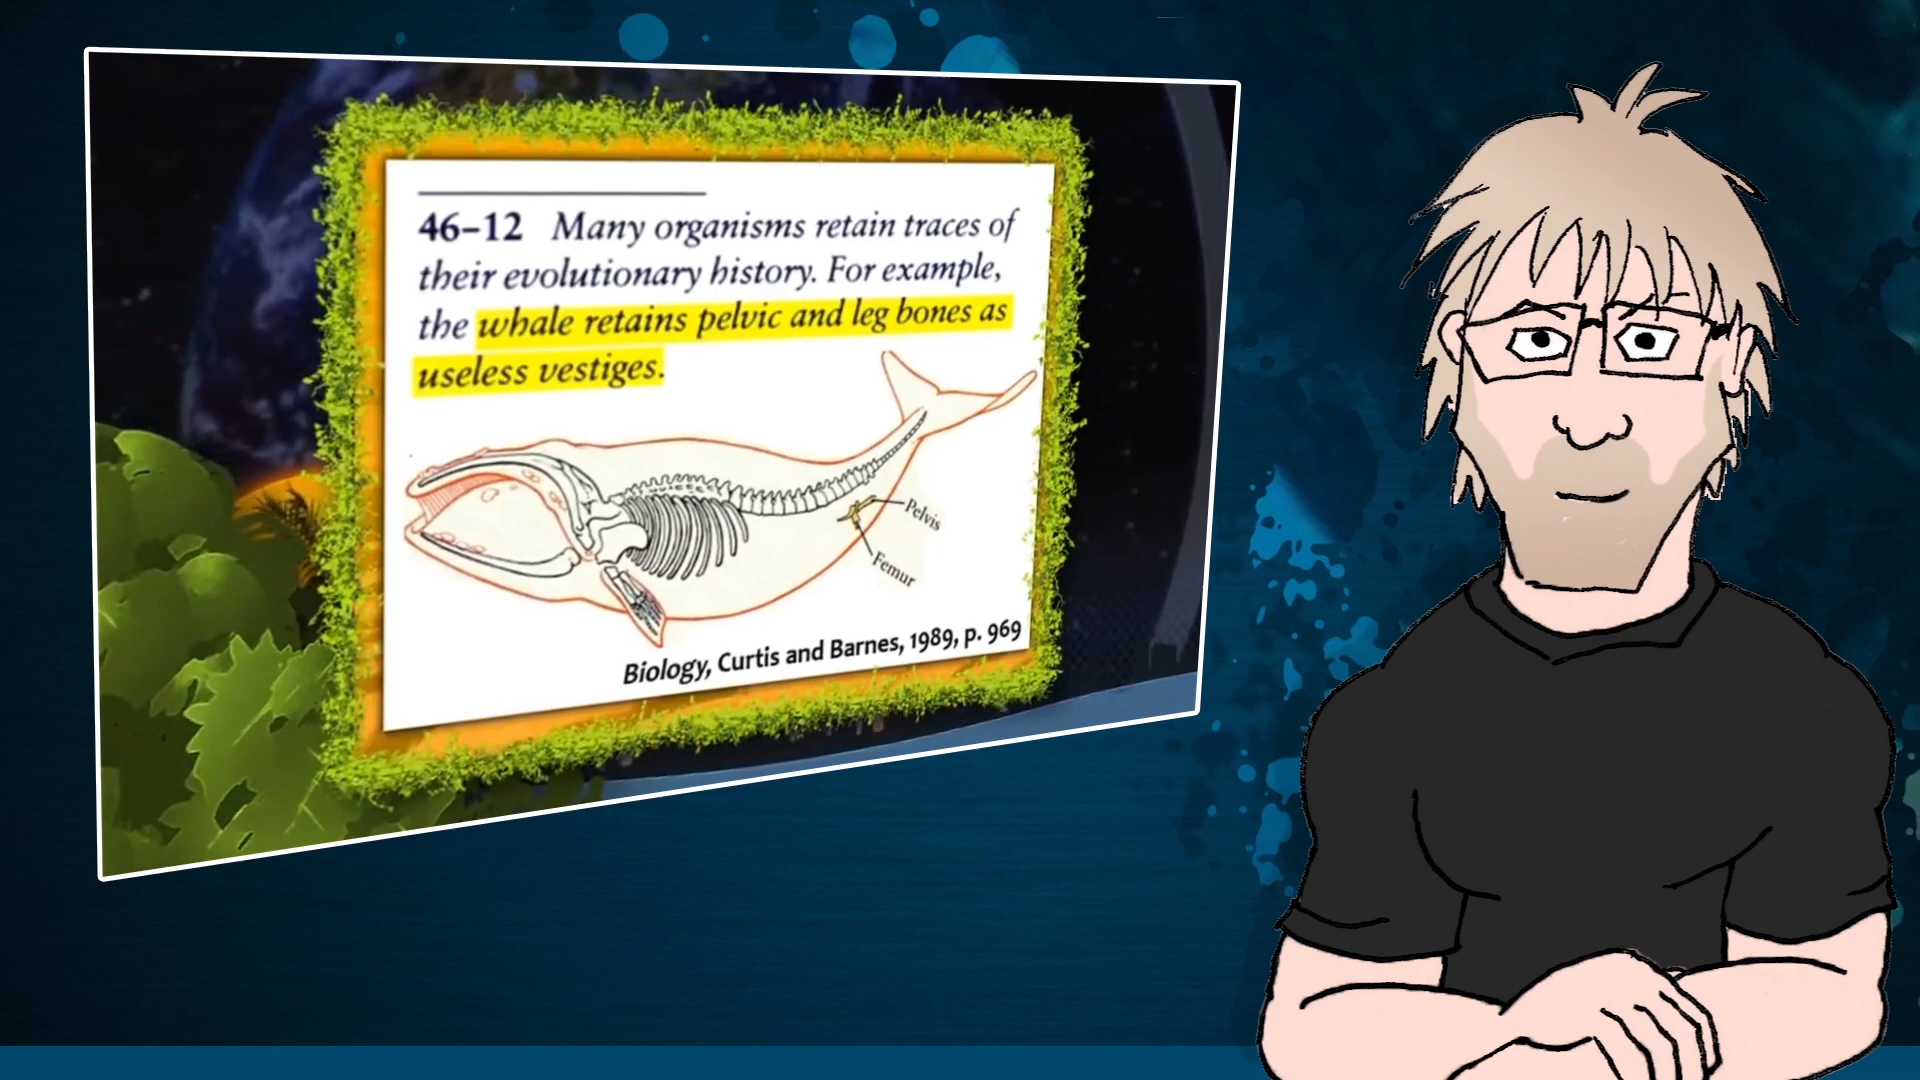 46–12 Many organisms retain traces of
their evolutionary history. For example,
the whale retains pelvic and leg bones as
useless vestiges.
Pelvis
Femur
Biology, Curtis and Barnes, 1989, p. 969